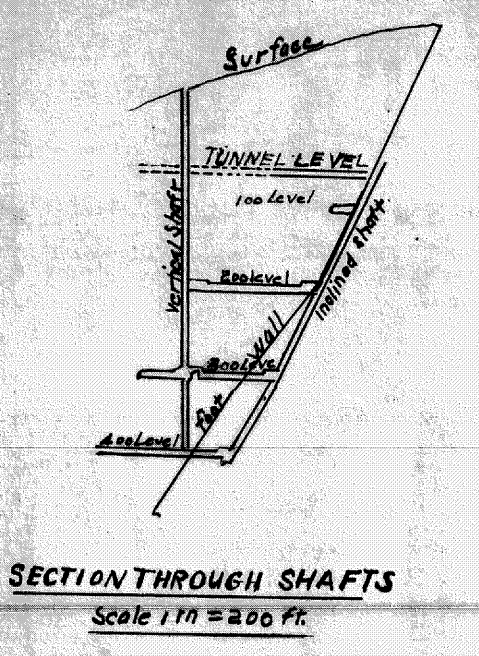 Surface
TUNNEL LEVEL
100 Level
Vertical Shaft
Inclined shaft
200 level
Foot Wall
300 Level
400 Level
SECTION THROUGH SHAFTS
Scale 1 in = 200 ft.